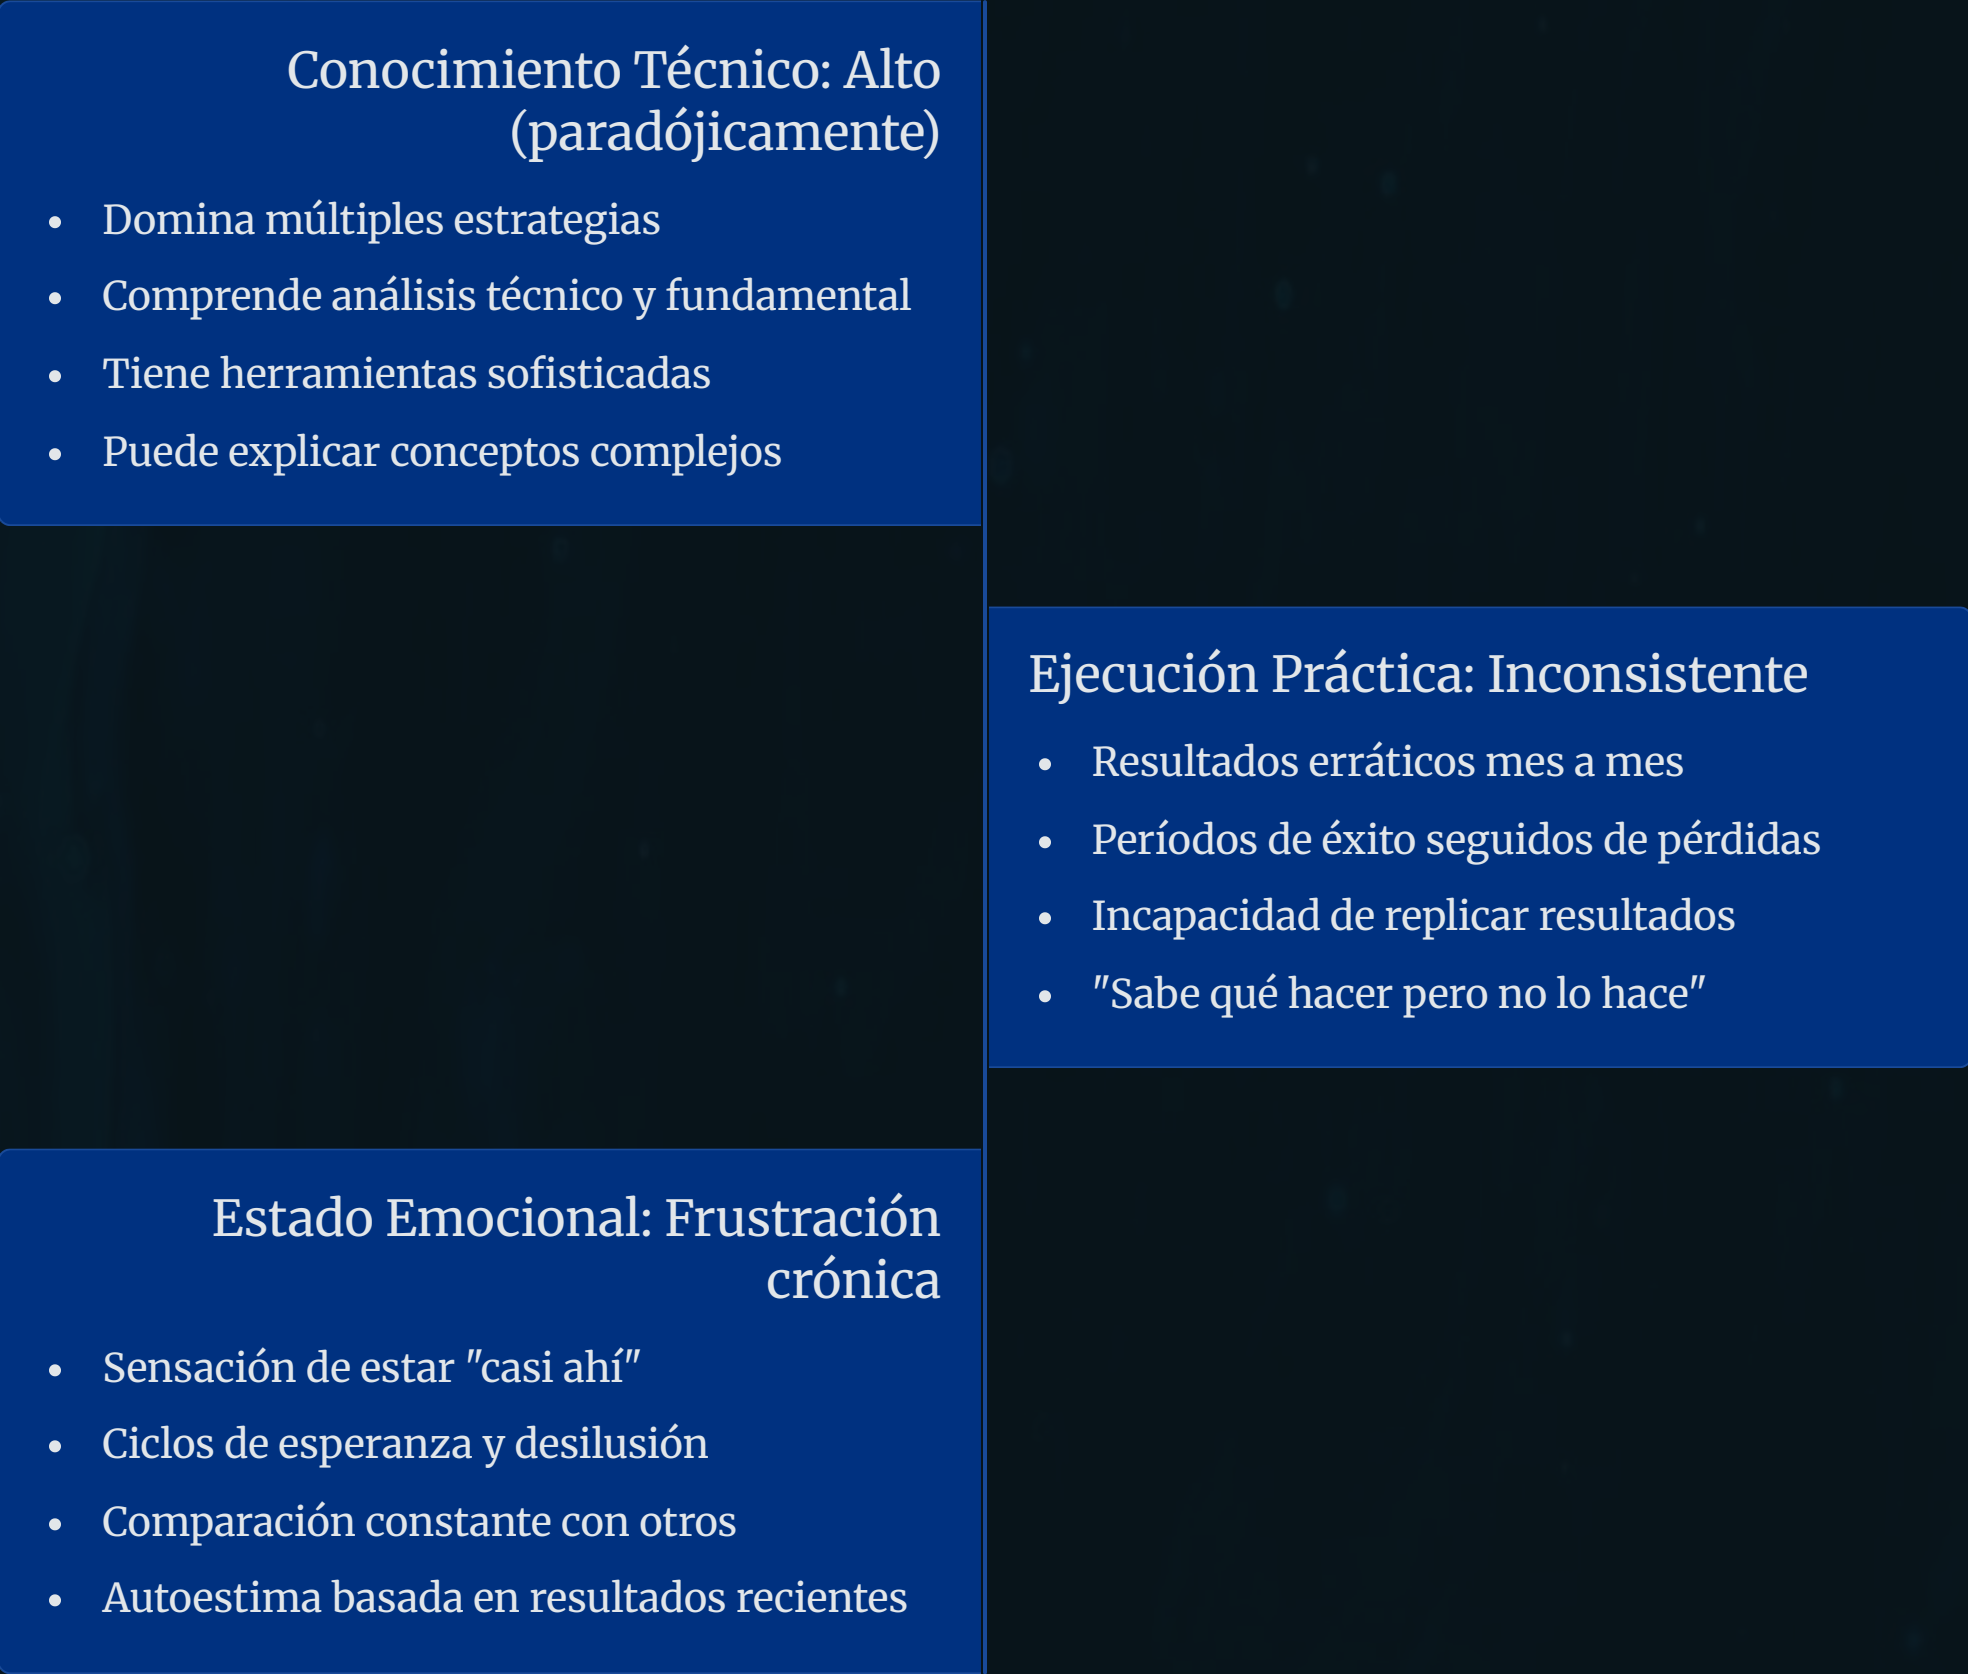 Conocimiento Técnico: Alto
(paradójicamente)
• Domina múltiples estrategias
• Comprende análisis técnico y fundamental
• Tiene herramientas sofisticadas
• Puede explicar conceptos complejos
Ejecución Práctica: Inconsistente
• Resultados erráticos mes a mes
• Períodos de éxito seguidos de pérdidas
• Incapacidad de replicar resultados
• "Sabe qué hacer pero no lo hace"
Estado Emocional: Frustración
crónica
• Sensación de estar "casi ahí"
• Ciclos de esperanza y desilusión
• Comparación constante con otros
• Autoestima basada en resultados recientes